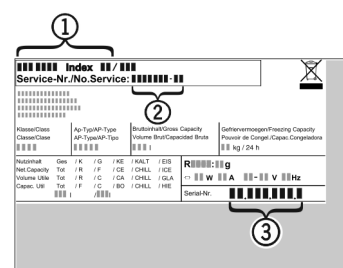 1
Index /
Service-Nr./No.Service: -
2
Klasse/Class Ap-Typ/AP-Type Bruttoinhalt/Gross Capacity Gefriervermoegen/Freezing Capacity
Classe/Clase AP-Type/AP-Tipo Volume Brut/Capacidad Bruta Pouvoir de Congel./Capac.Congeladora
l kg / 24 h
Nutzinhalt Ges / K / G / KE / KALT / EIS
Net.Capacity Tot / R / F / CE / CHILL / ICE
Volume Utile Tot / R / C / CA / CHILL / GLA
Capac. Util Tot / F / C / BO / CHILL / HIE
l / l
R : g
W A - V Hz
Serial-Nr. . . .
3